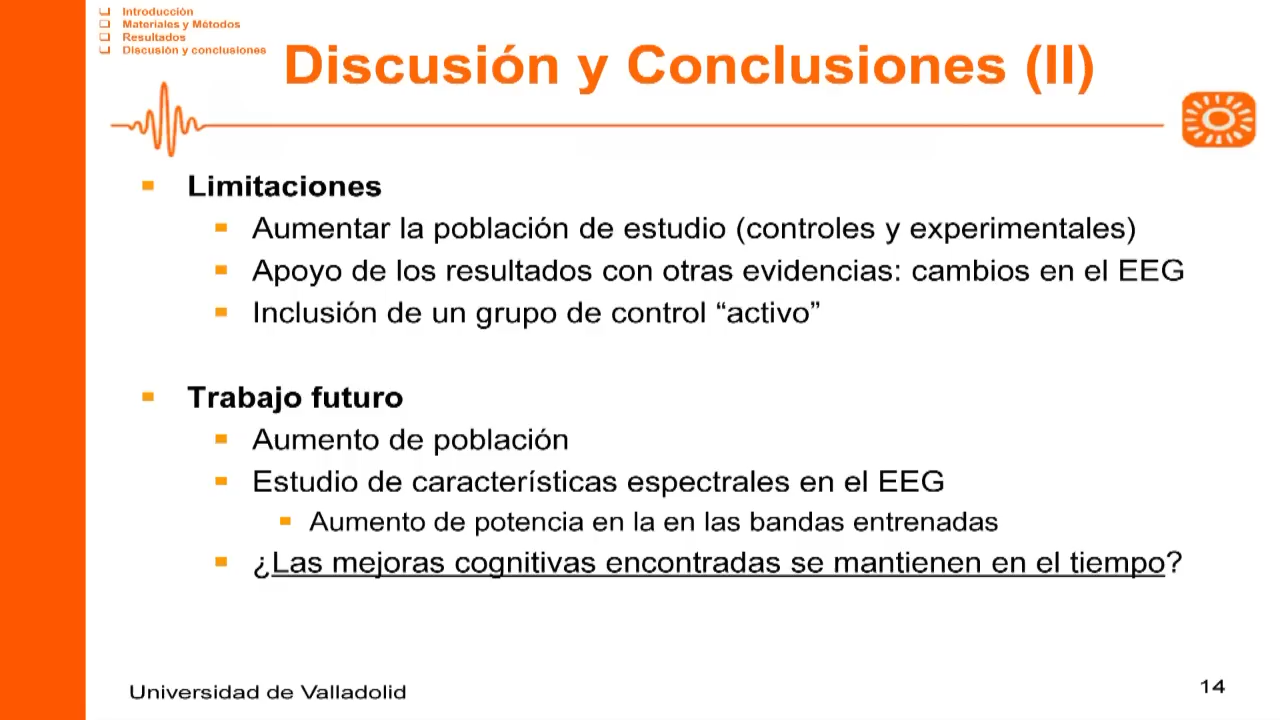 Introducción
Materiales y Métodos
Resultados
Discusión y conclusiones
Discusión y Conclusiones (II)
Limitaciones
Aumentar la población de estudio (controles y experimentales)
Apoyo de los resultados con otras evidencias: cambios en el EEG
Inclusión de un grupo de control “activo”
Trabajo futuro
Aumento de población
Estudio de características espectrales en el EEG
Aumento de potencia en la en las bandas entrenadas
¿Las mejoras cognitivas encontradas se mantienen en el tiempo?
Universidad de Valladolid
14